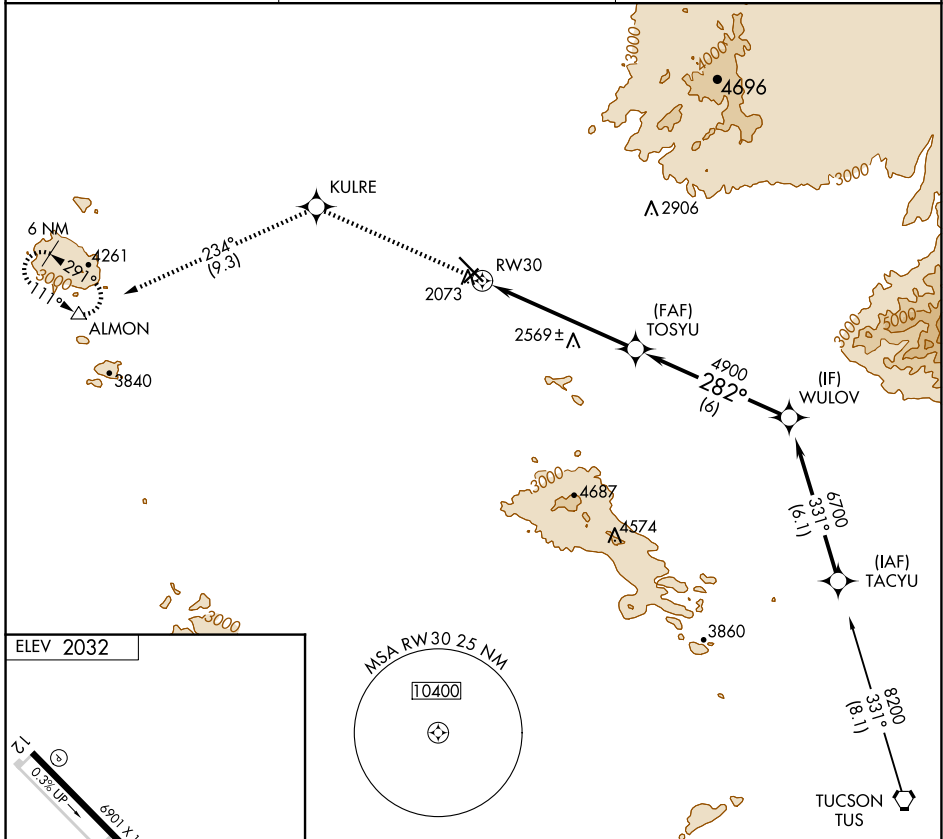 3000
4000
4696
3000
2906
KULRE
6 NM
4261
291°
3000
111°
ALMON
234°
(9.3)
RW30
2073
2569 ±
(FAF)
TOSYU
4900
282°
(6)
(IF)
WULOV
3000
5000
3840
3000
4687
4574
6700
331°
(6.1)
(IAF)
TACYU
3860
3000
8200
331°
(8.1)
TUCSON
TUS
MSA RW30 25 NM
10400
ELEV 2032
12
P
0.3% UP
6901 X